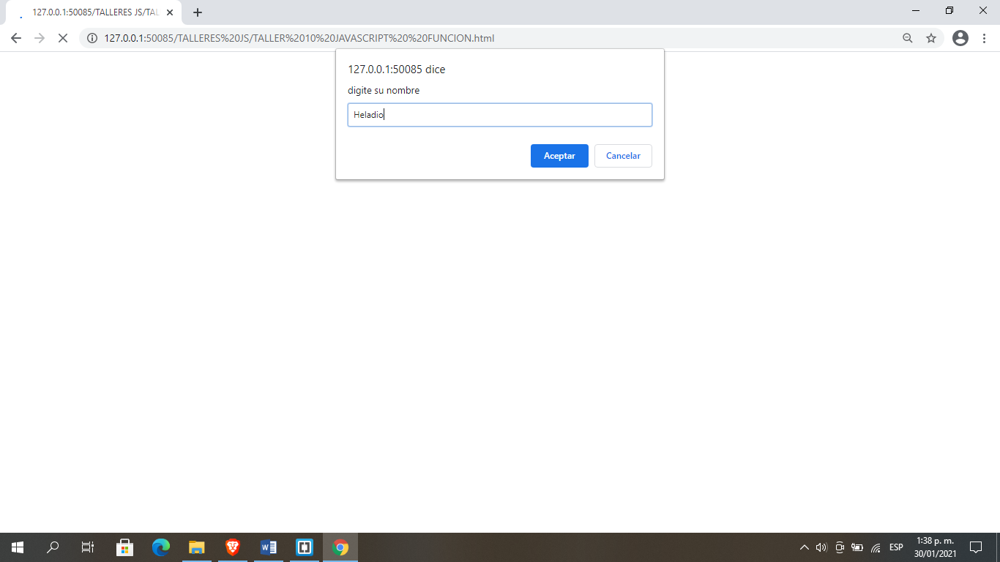 127.0.0.1:50085/TALLERES JS/TAL
127.0.0.1:50085/TALLERES%20JS/TALLER%2010%20JAVASCRIPT%20%20FUNCION.html
127.0.0.1:50085 dice
digite su nombre
Heladio
Aceptar
Cancelar
ESP
1:38 p. m.
30/01/2021